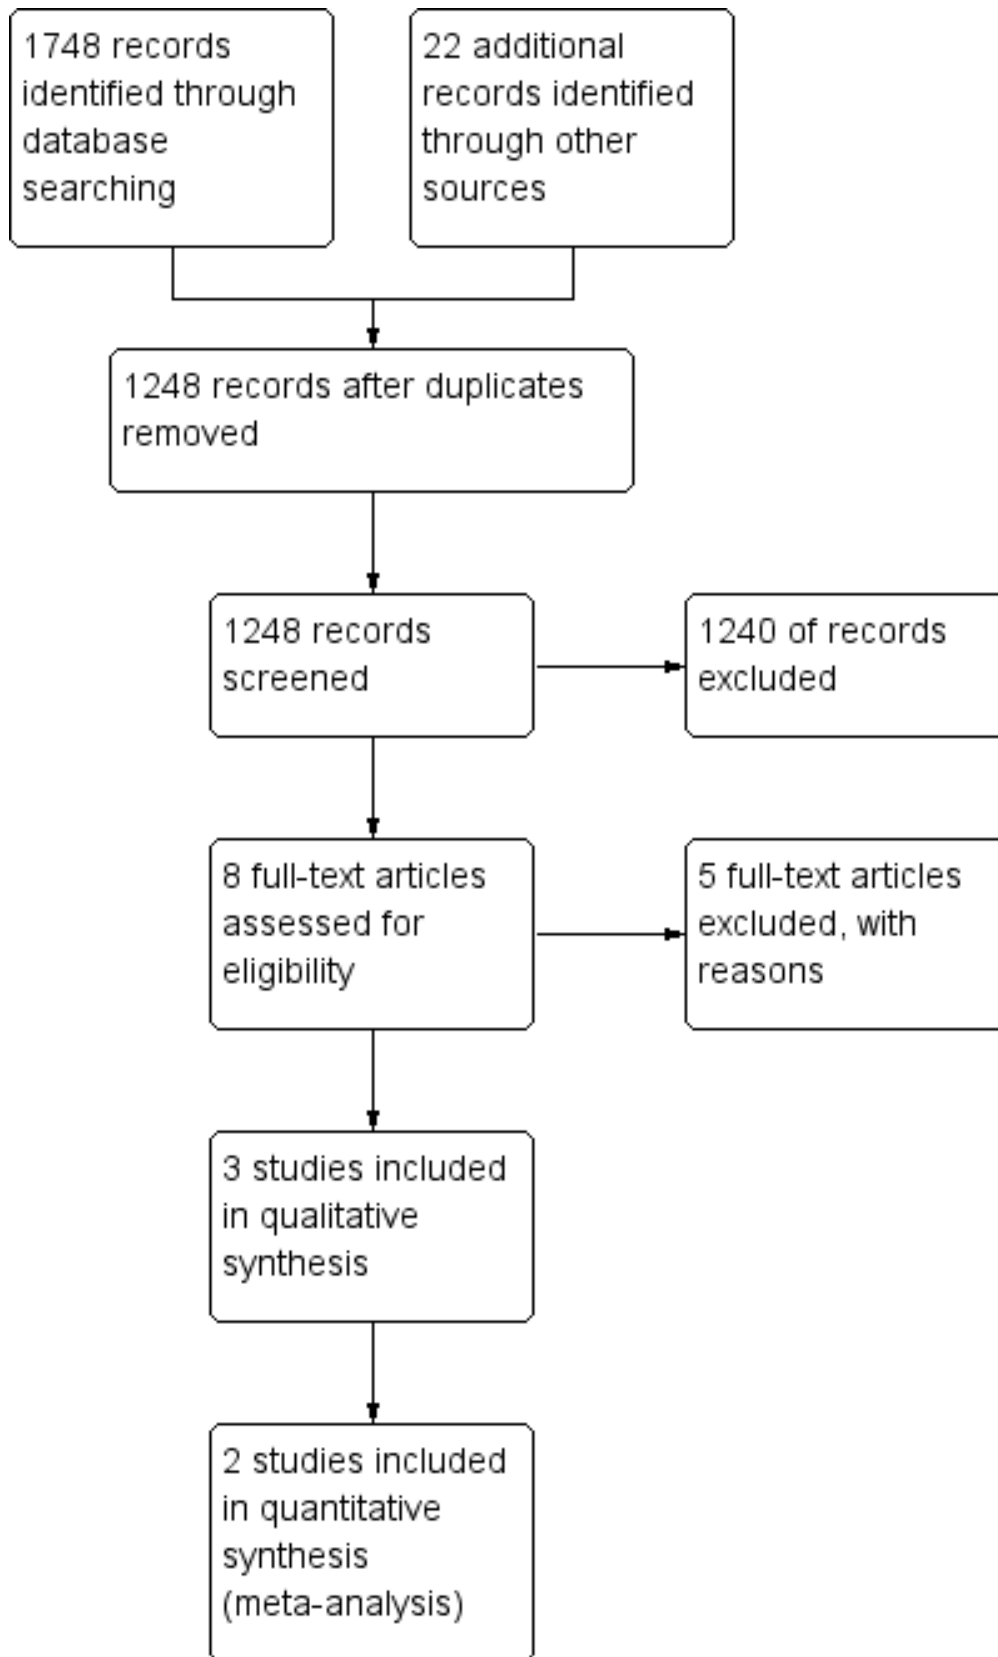 1748 records
identified through
database
searching
22 additional
records identified
through other
sources
1248 records after duplicates
removed
1248 records
screened
1240 of records
excluded
8 full-text articles
assessed for
eligibility
5 full-text articles
excluded, with
reasons
3 studies included
in qualitative
synthesis
2 studies included
in quantitative
synthesis
(meta-analysis)